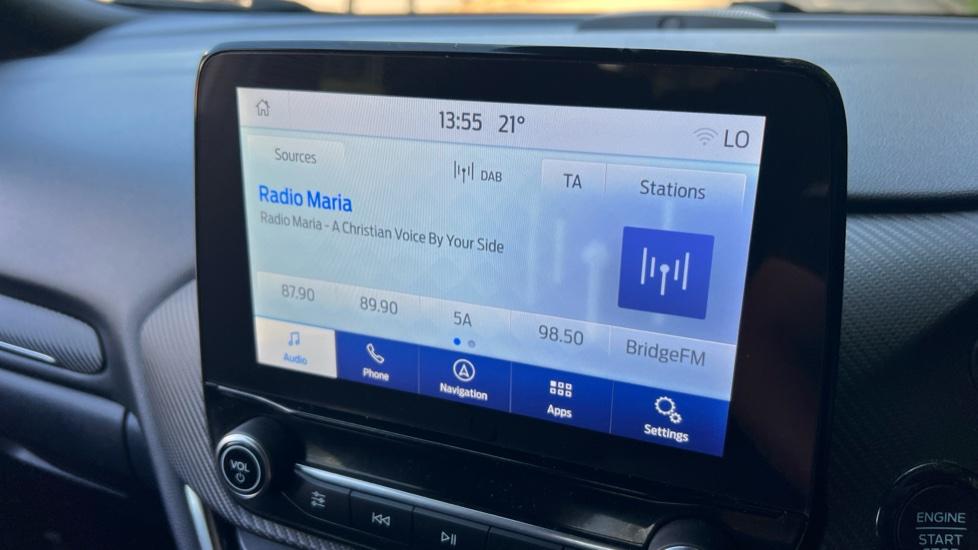 13:55 21°
LO
Sources
DAB
TA
Stations
Radio Maria
Radio Maria - A Christian Voice By Your Side
87.90
89.90
5A
98.50
BridgeFM
Audio
Phone
Navigation
Apps
Settings
VOL
ENGINE
START